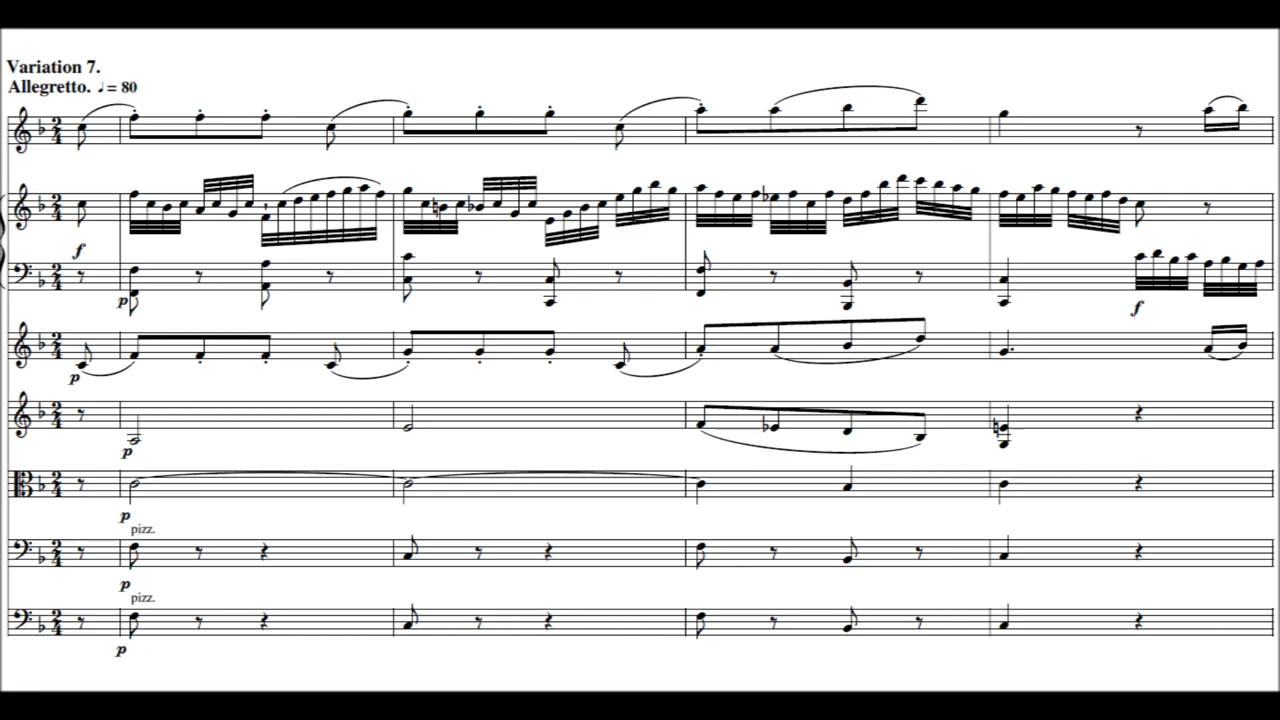 Variation 7.
Allegretto. ♩= 80
f
p
f
p
p
p
pizz.
p
pizz.
p